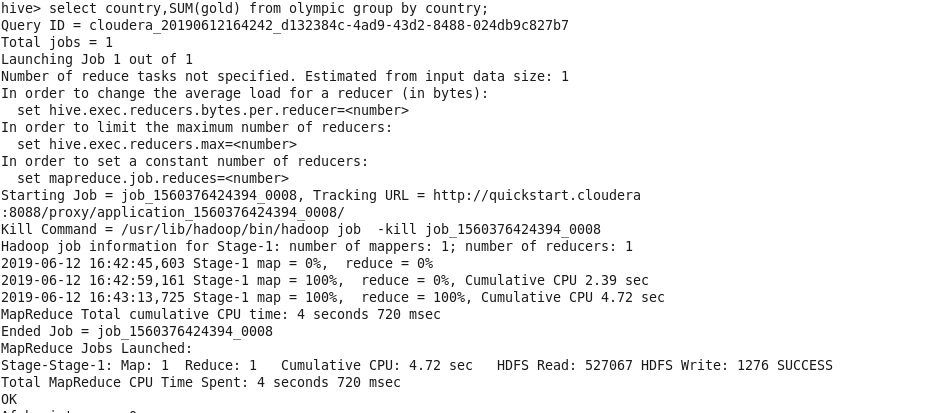 hive> select country,SUM(gold) from olympic group by country;
Query ID = cloudera_20190612164242_d132384c-4ad9-43d2-8488-024db9c827b7
Total jobs = 1
Launching Job 1 out of 1
Number of reduce tasks not specified. Estimated from input data size: 1
In order to change the average load for a reducer (in bytes):
  set hive.exec.reducers.bytes.per.reducer=<number>
In order to limit the maximum number of reducers:
  set hive.exec.reducers.max=<number>
In order to set a constant number of reducers:
  set mapreduce.job.reduces=<number>
Starting Job = job_1560376424394_0008, Tracking URL = http://quickstart.cloudera
:8088/proxy/application_1560376424394_0008/
Kill Command = /usr/lib/hadoop/bin/hadoop job  -kill job_1560376424394_0008
Hadoop job information for Stage-1: number of mappers: 1; number of reducers: 1
2019-06-12 16:42:45,603 Stage-1 map = 0%,  reduce = 0%
2019-06-12 16:42:59,161 Stage-1 map = 100%,  reduce = 0%, Cumulative CPU 2.39 sec
2019-06-12 16:43:13,725 Stage-1 map = 100%,  reduce = 100%, Cumulative CPU 4.72 sec
MapReduce Total cumulative CPU time: 4 seconds 720 msec
Ended Job = job_1560376424394_0008
MapReduce Jobs Launched:
Stage-Stage-1: Map: 1  Reduce: 1   Cumulative CPU: 4.72 sec   HDFS Read: 527067 HDFS Write: 1276 SUCCESS
Total MapReduce CPU Time Spent: 4 seconds 720 msec
OK